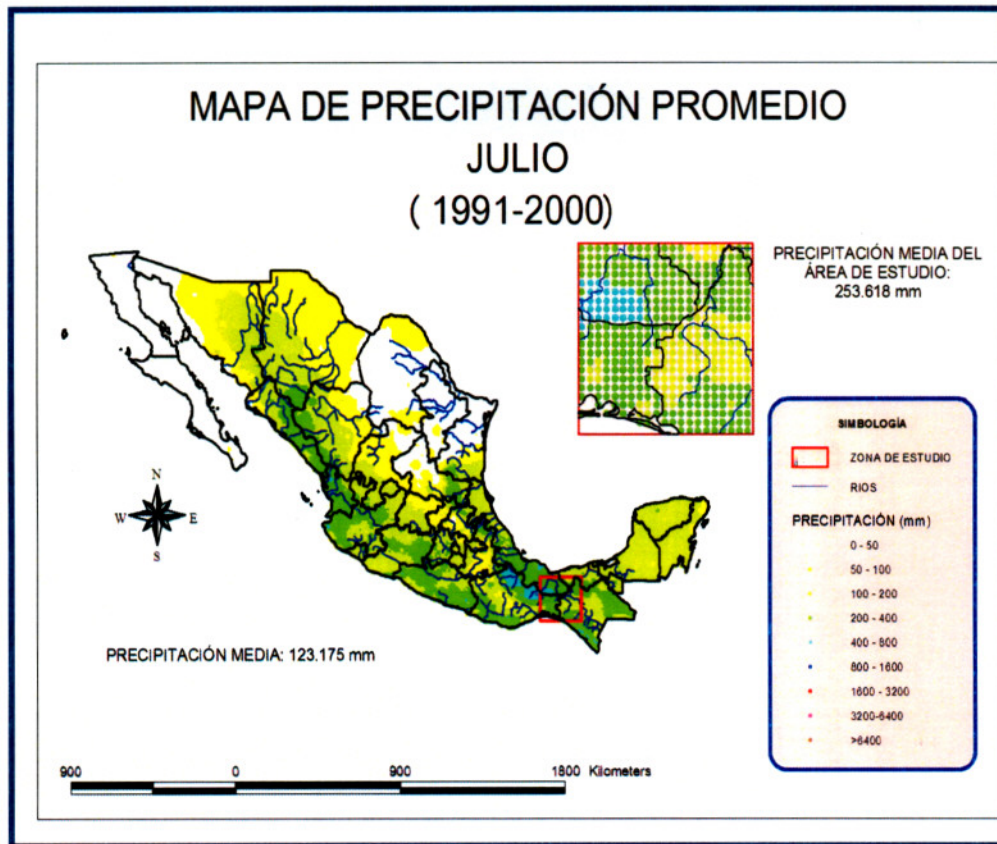 MAPA DE PRECIPITACIÓN PROMEDIO
JULIO
( 1991-2000)
PRECIPITACIÓN MEDIA DEL
ÁREA DE ESTUDIO:
253.618 mm
SIMBOLOGÍA
ZONA DE ESTUDIO
RIOS
PRECIPITACIÓN (mm)
0 - 50
50 - 100
100 - 200
200 - 400
400 - 800
800 - 1600
1600 - 3200
3200-6400
>6400
N
W E
S
PRECIPITACIÓN MEDIA: 123.175 mm
900 0 900 1800 Kilometers